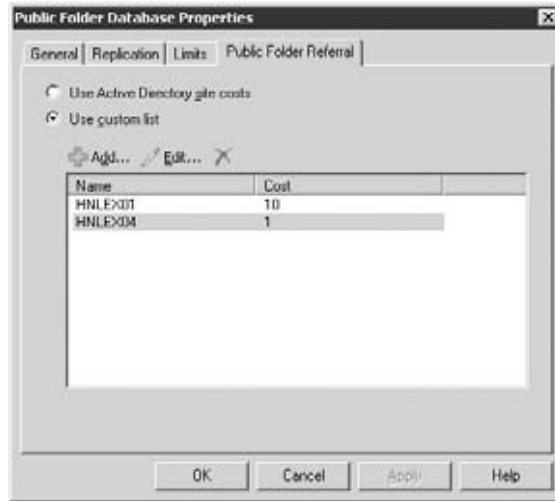 Public Folder Database Properties
General Replication Limits Public Folder Referral
Use Active Directory site costs
Use custom list
Add... Edit...
Name Cost
HNLEX01 10
HNLEX04 1
OK Cancel Apply Help